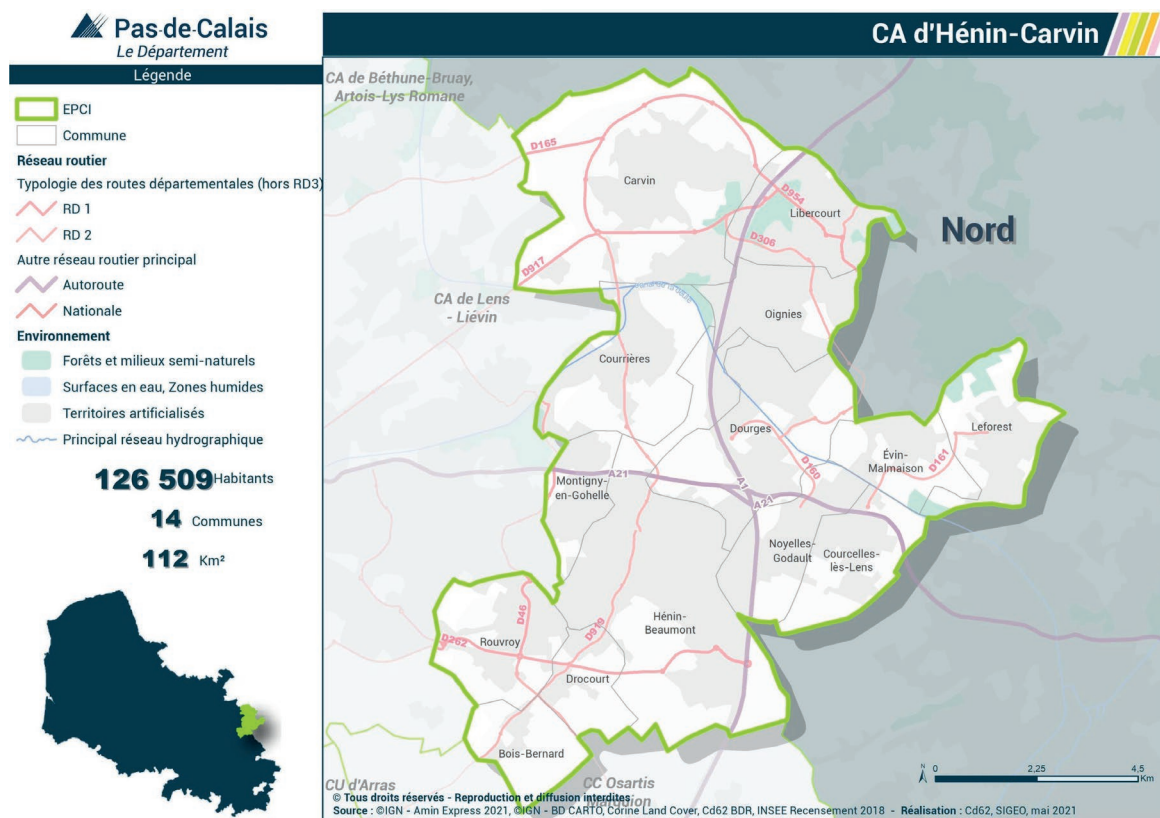 Pas-de-Calais
Le Département
Légende
EPCI
Commune
Réseau routier
Typologie des routes départementales (hors RD3)
RD 1
RD 2
Autre réseau routier principal
Autoroute
Nationale
Environnement
Forêts et milieux semi-naturels
Surfaces en eau, Zones humides
Territoires artificialisés
Principal réseau hydrographique
126 509 Habitants
14 Communes
112 Km²
CA d'Hénin-Carvin
CA de Béthune-Bruay,
Artois-Lys Romane
D165
Carvin
D954
Libercourt
Nord
D306
D917
CA de Lens
- Liévin
Oignies
Courrières
Dourges
Leforest
Évin-
Malmaison
D161
D160
A21
Montigny-
en-Gohelle
A1
A21
Noyelles-
Godault
Courcelles-
lès-Lens
D46
D919
Hénin-
Beaumont
D262
Rouvroy
Drocourt
Bois-Bernard
CU d'Arras
CC Osartis
Marquion
N
0 2,25 4,5
Km
© Tous droits réservés - Reproduction et diffusion interdites
Source : ©IGN - Amin Express 2021, ©IGN - BD CARTO, Corine Land Cover, Cd62 BDR, INSEE Recensement 2018 - Réalisation : Cd62, SIGEO, mai 2021